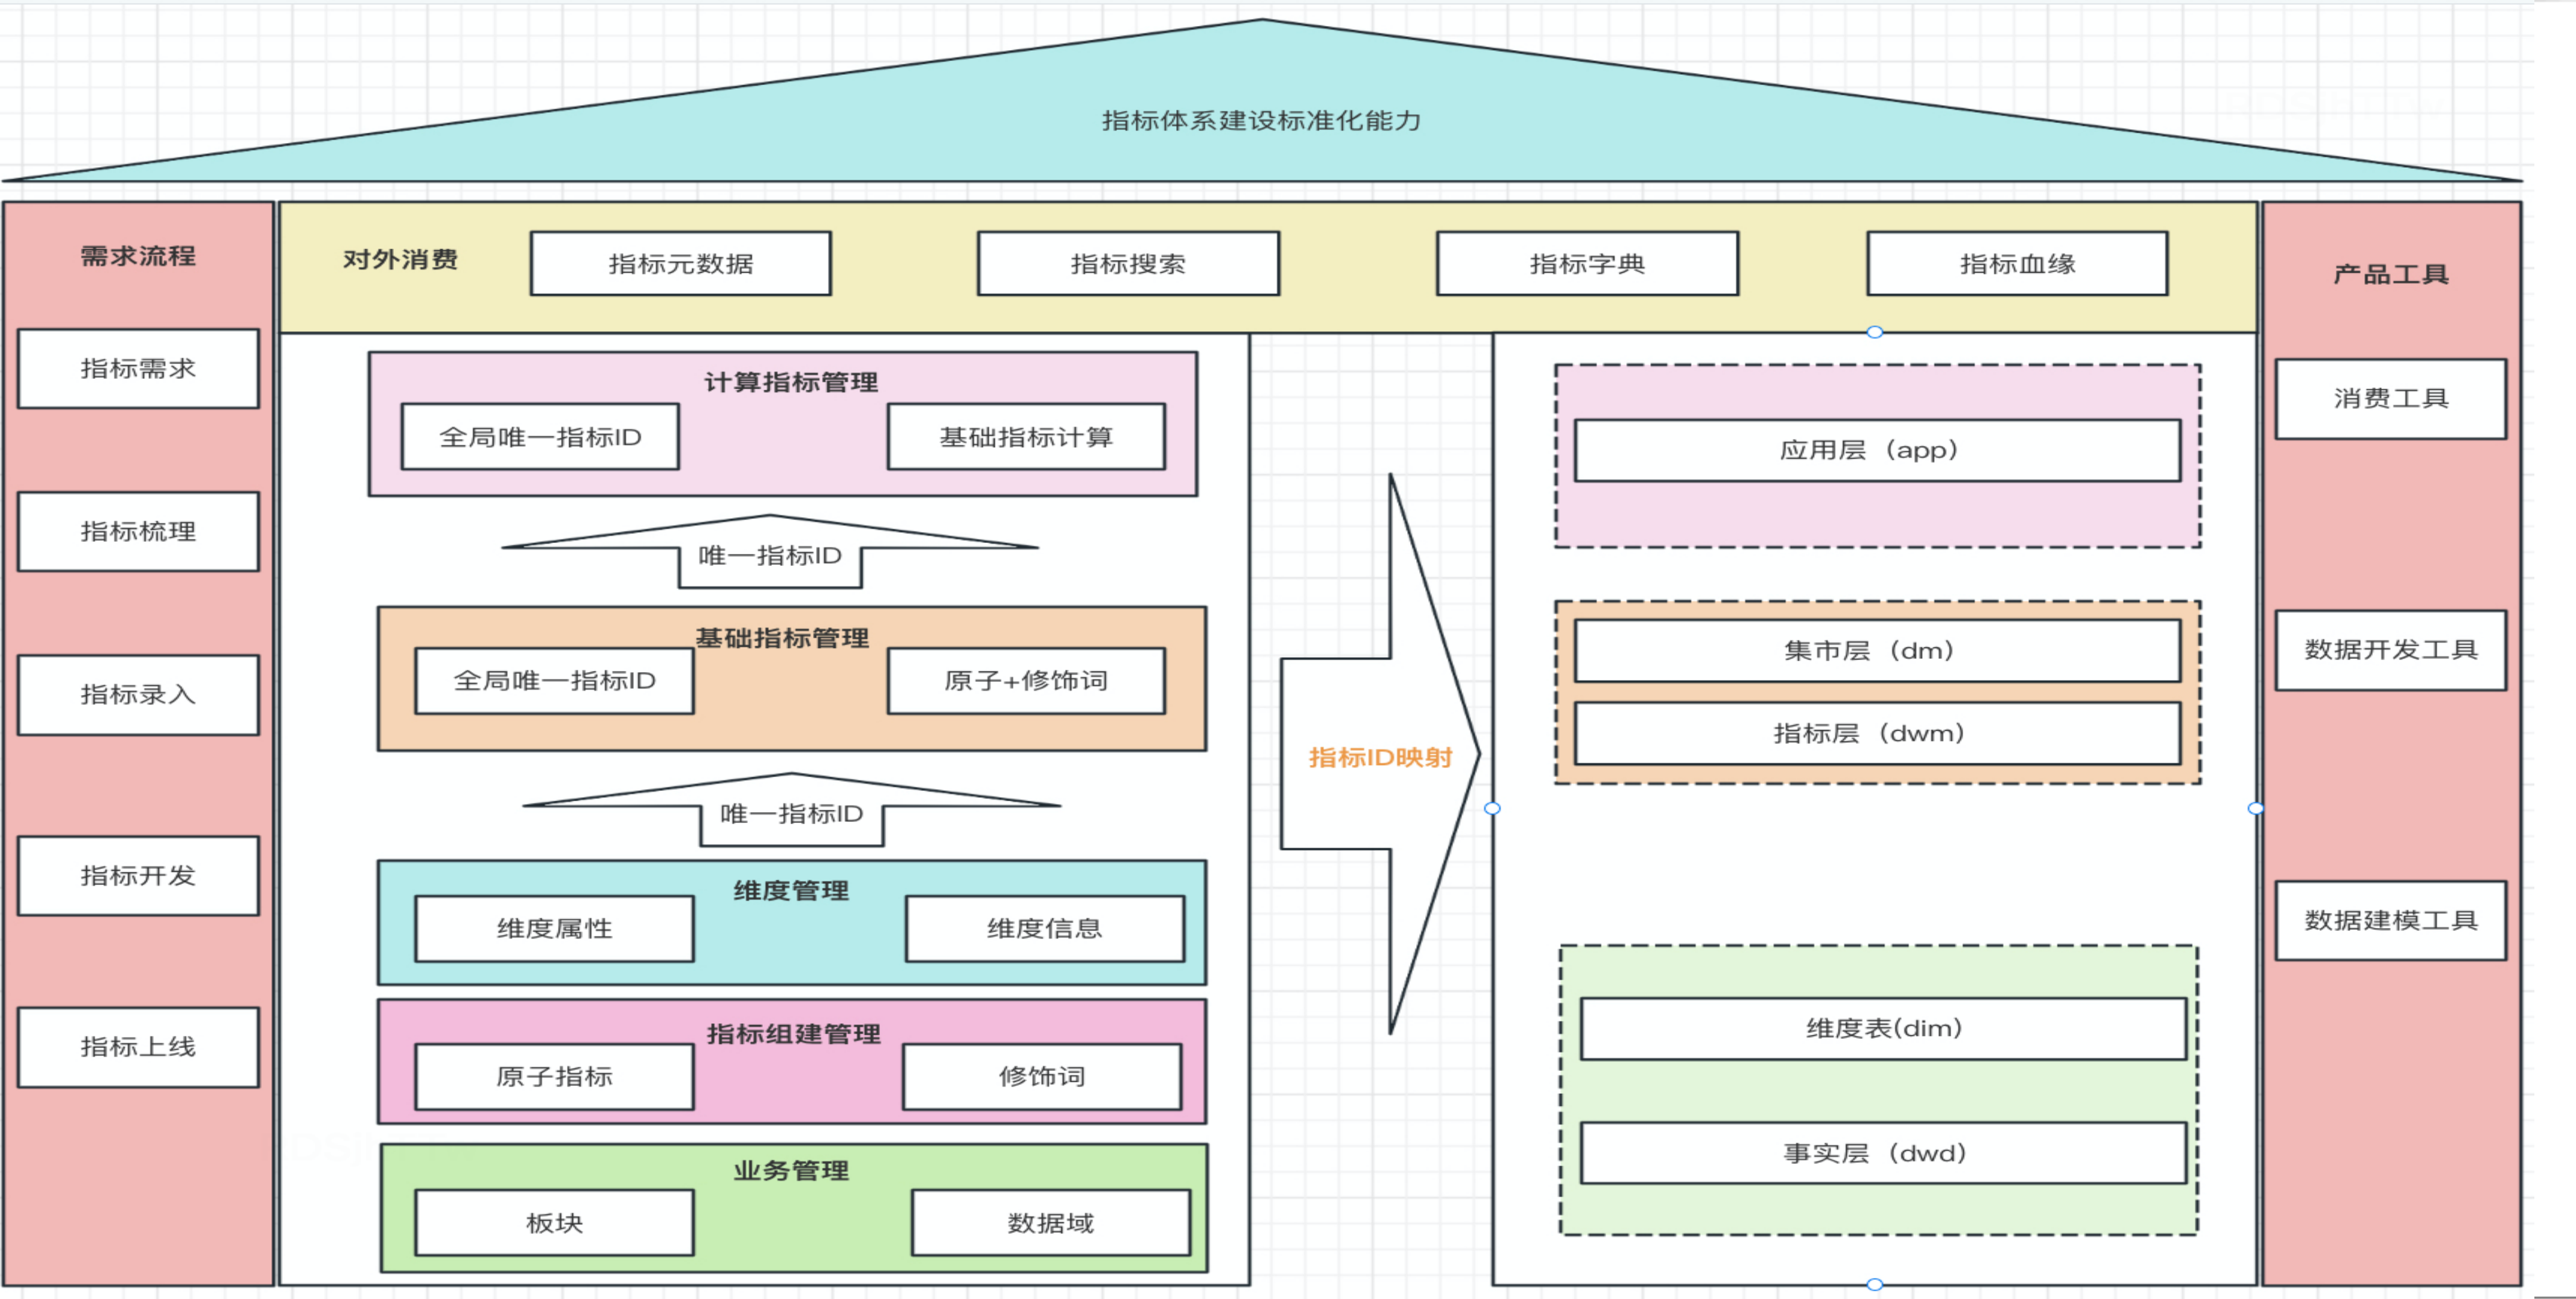 指标体系建设标准化能力
需求流程
指标需求
指标梳理
指标录入
指标开发
指标上线
对外消费
指标元数据
指标搜索
指标字典
指标血缘
计算指标管理
全局唯一指标ID
基础指标计算
唯一指标ID
基础指标管理
全局唯一指标ID
原子+修饰词
唯一指标ID
维度管理
维度属性
维度信息
指标组建管理
原子指标
修饰词
业务管理
板块
数据域
指标ID映射
应用层（app）
集市层（dm）
指标层（dwm）
维度表(dim)
事实层（dwd）
产品工具
消费工具
数据开发工具
数据建模工具